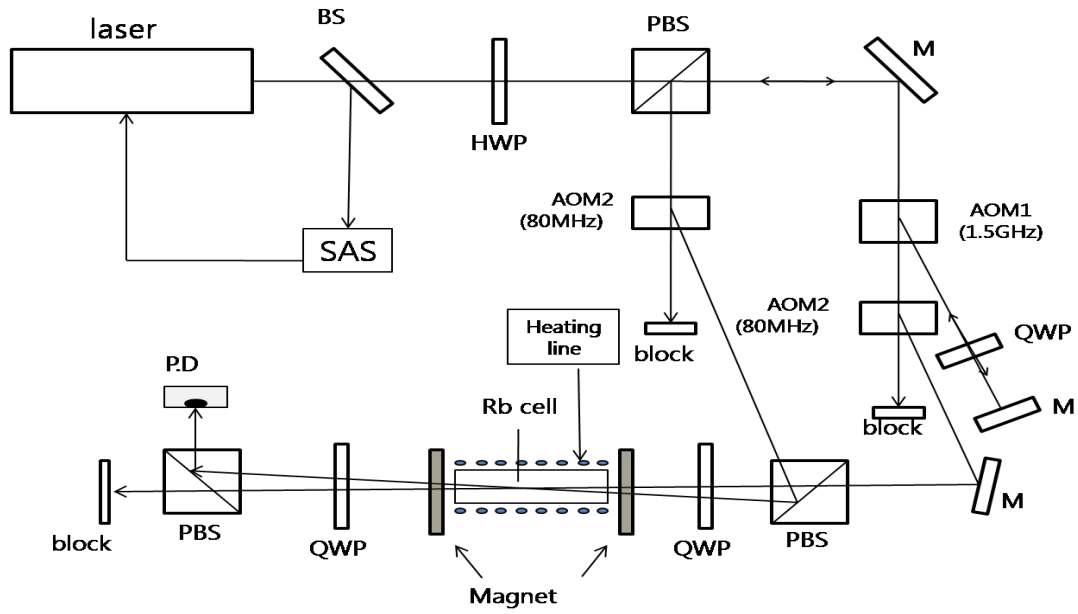 laser
BS
PBS
M
HWP
AOM2
(80MHz)
AOM1
(1.5GHz)
SAS
AOM2
(80MHz)
Heating
line
block
QWP
P.D
Rb cell
M
block
block
PBS
QWP
QWP
PBS
M
Magnet